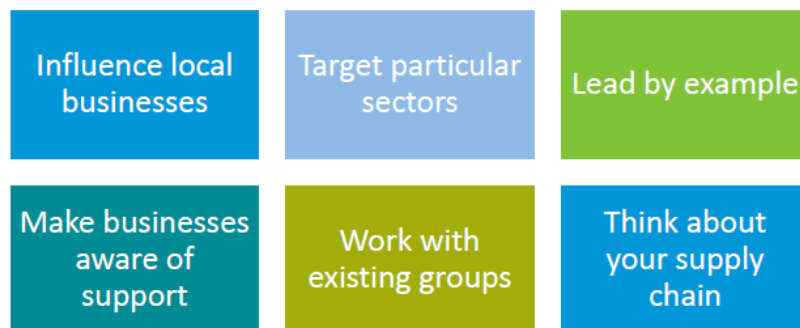 Influence local
businesses
Target particular
sectors
Lead by example
Make businesses
aware of
support
Work with
existing groups
Think about
your supply
chain